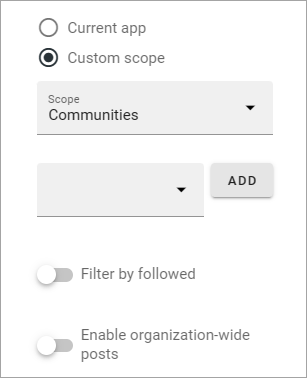 Current app
Custom scope
Scope
Communities
ADD
Filter by followed
Enable organization-wide
posts